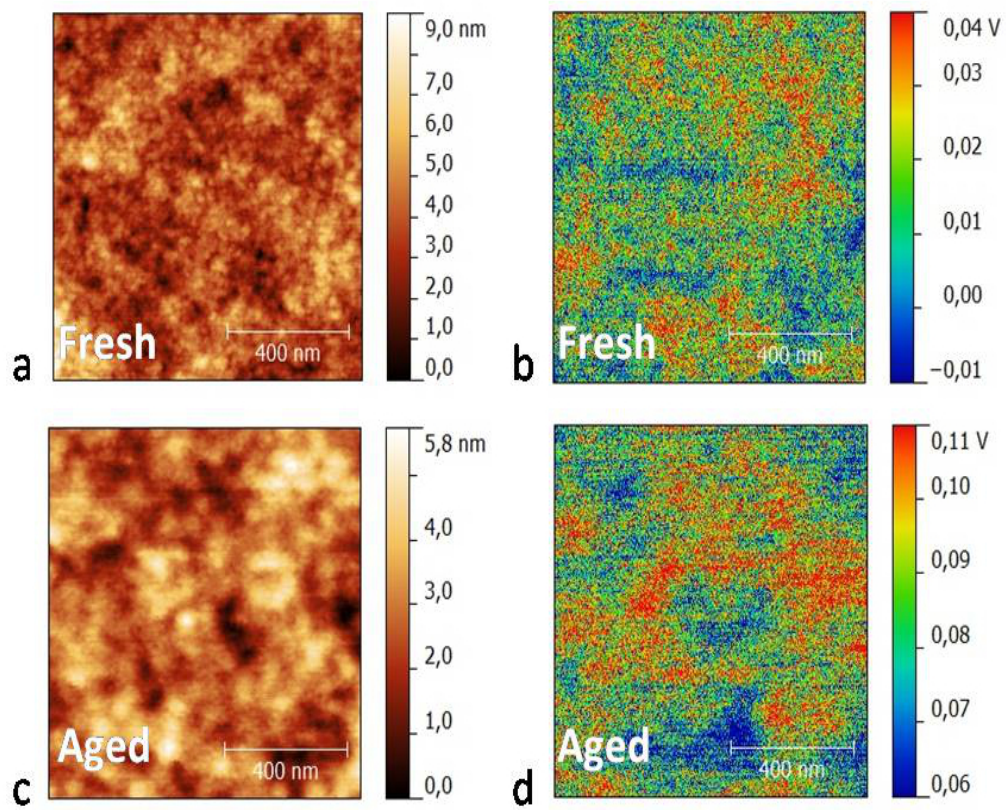 9,0 nm
7,0
6,0
5,0
4,0
3,0
2,0
1,0
0,0
Fresh
400 nm
a
0,04 V
0,03
0,02
0,01
0,00
−0,01
Fresh
400 nm
b
5,8 nm
4,0
3,0
2,0
1,0
0,0
Aged
400 nm
c
0,11 V
0,10
0,09
0,08
0,07
0,06
Aged
400 nm
d